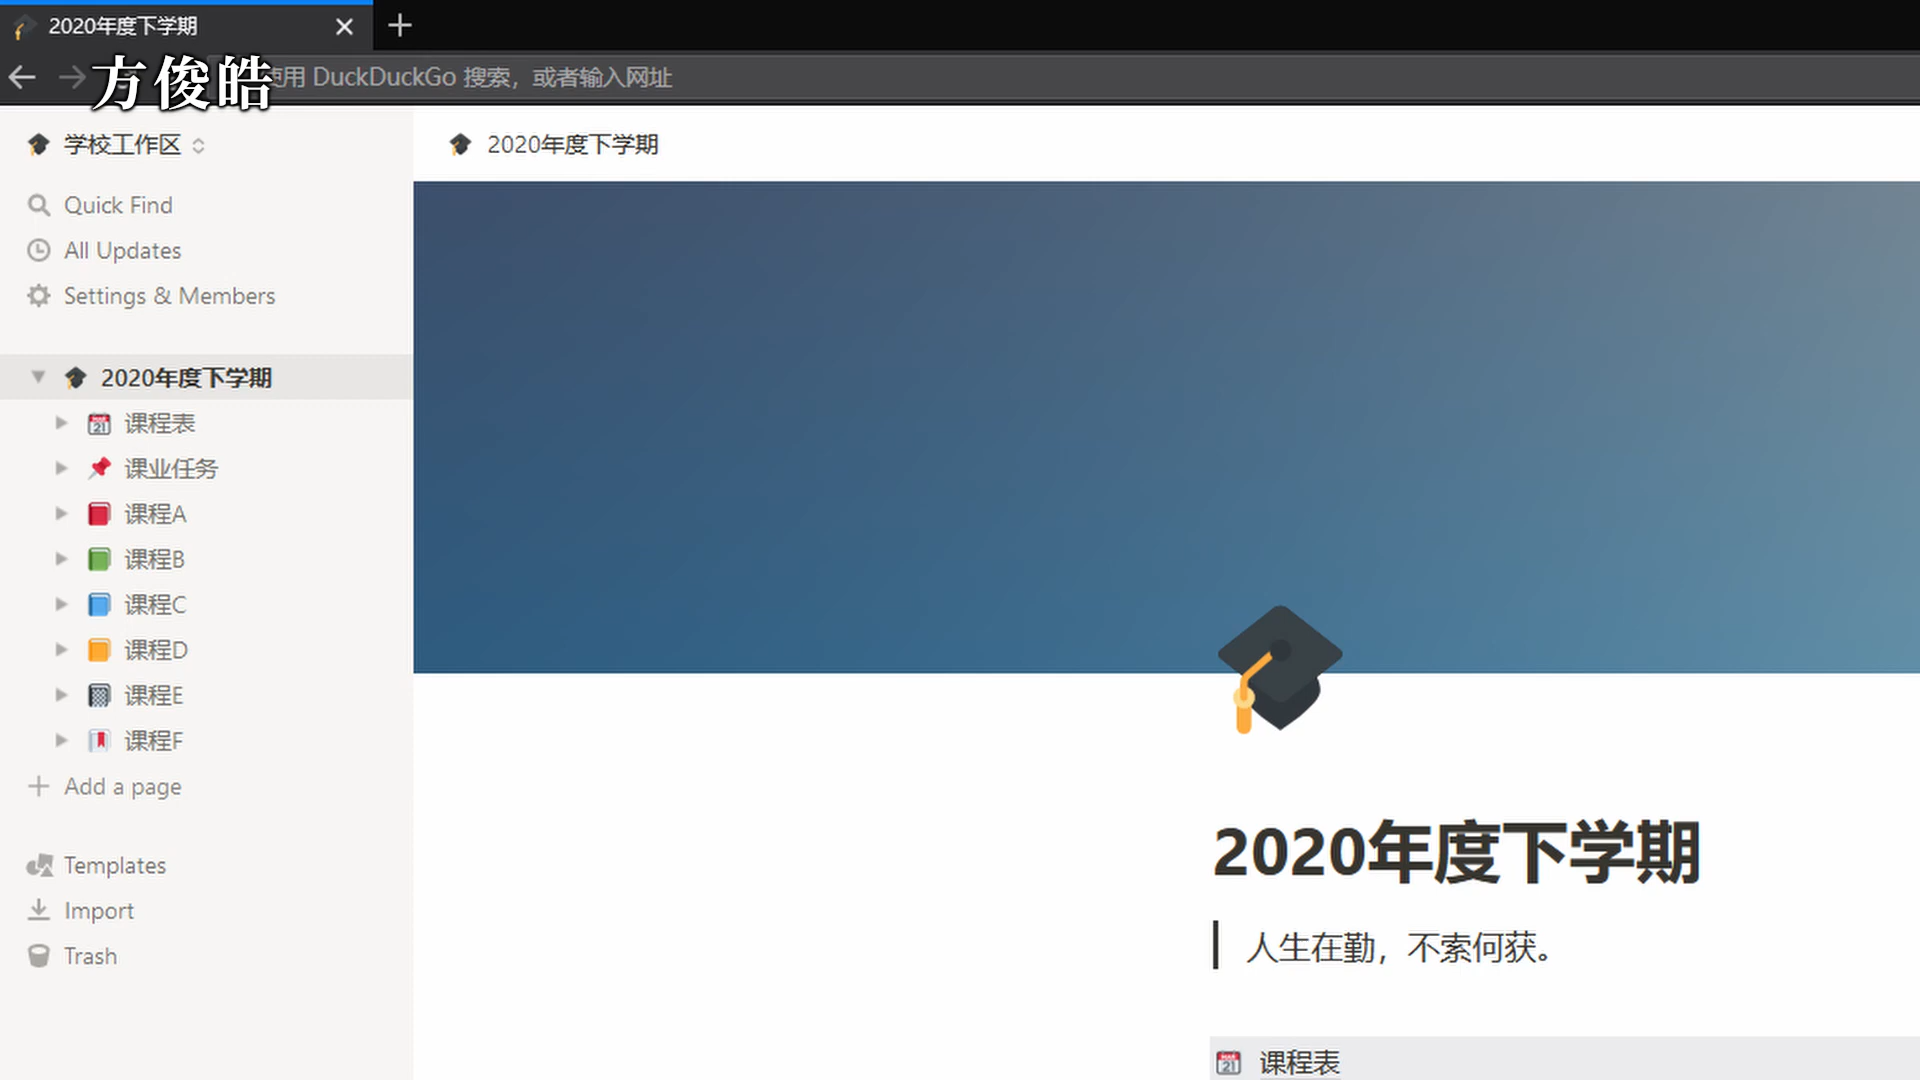 2020年度下学期
方俊皓
使用 DuckDuckGo 搜索，或者输入网址
学校工作区
2020年度下学期
Quick Find
All Updates
Settings & Members
2020年度下学期
课程表
课业任务
课程A
课程B
课程C
课程D
课程E
课程F
Add a page
Templates
Import
Trash
2020年度下学期
人生在勤，不索何获。
课程表